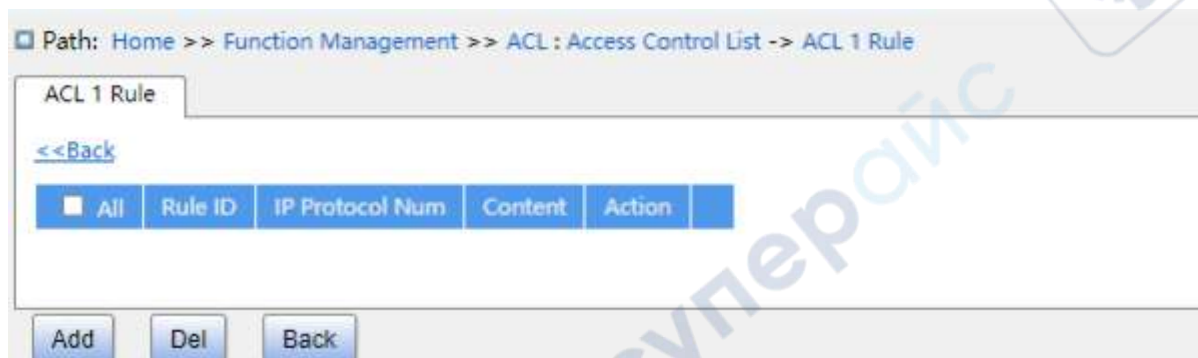 Path: Home >> Function Management >> ACL : Access Control List -> ACL 1 Rule
ACL 1 Rule
<<Back
All Rule ID IP Protocol Num Content Action
Add Del Back
суперайс